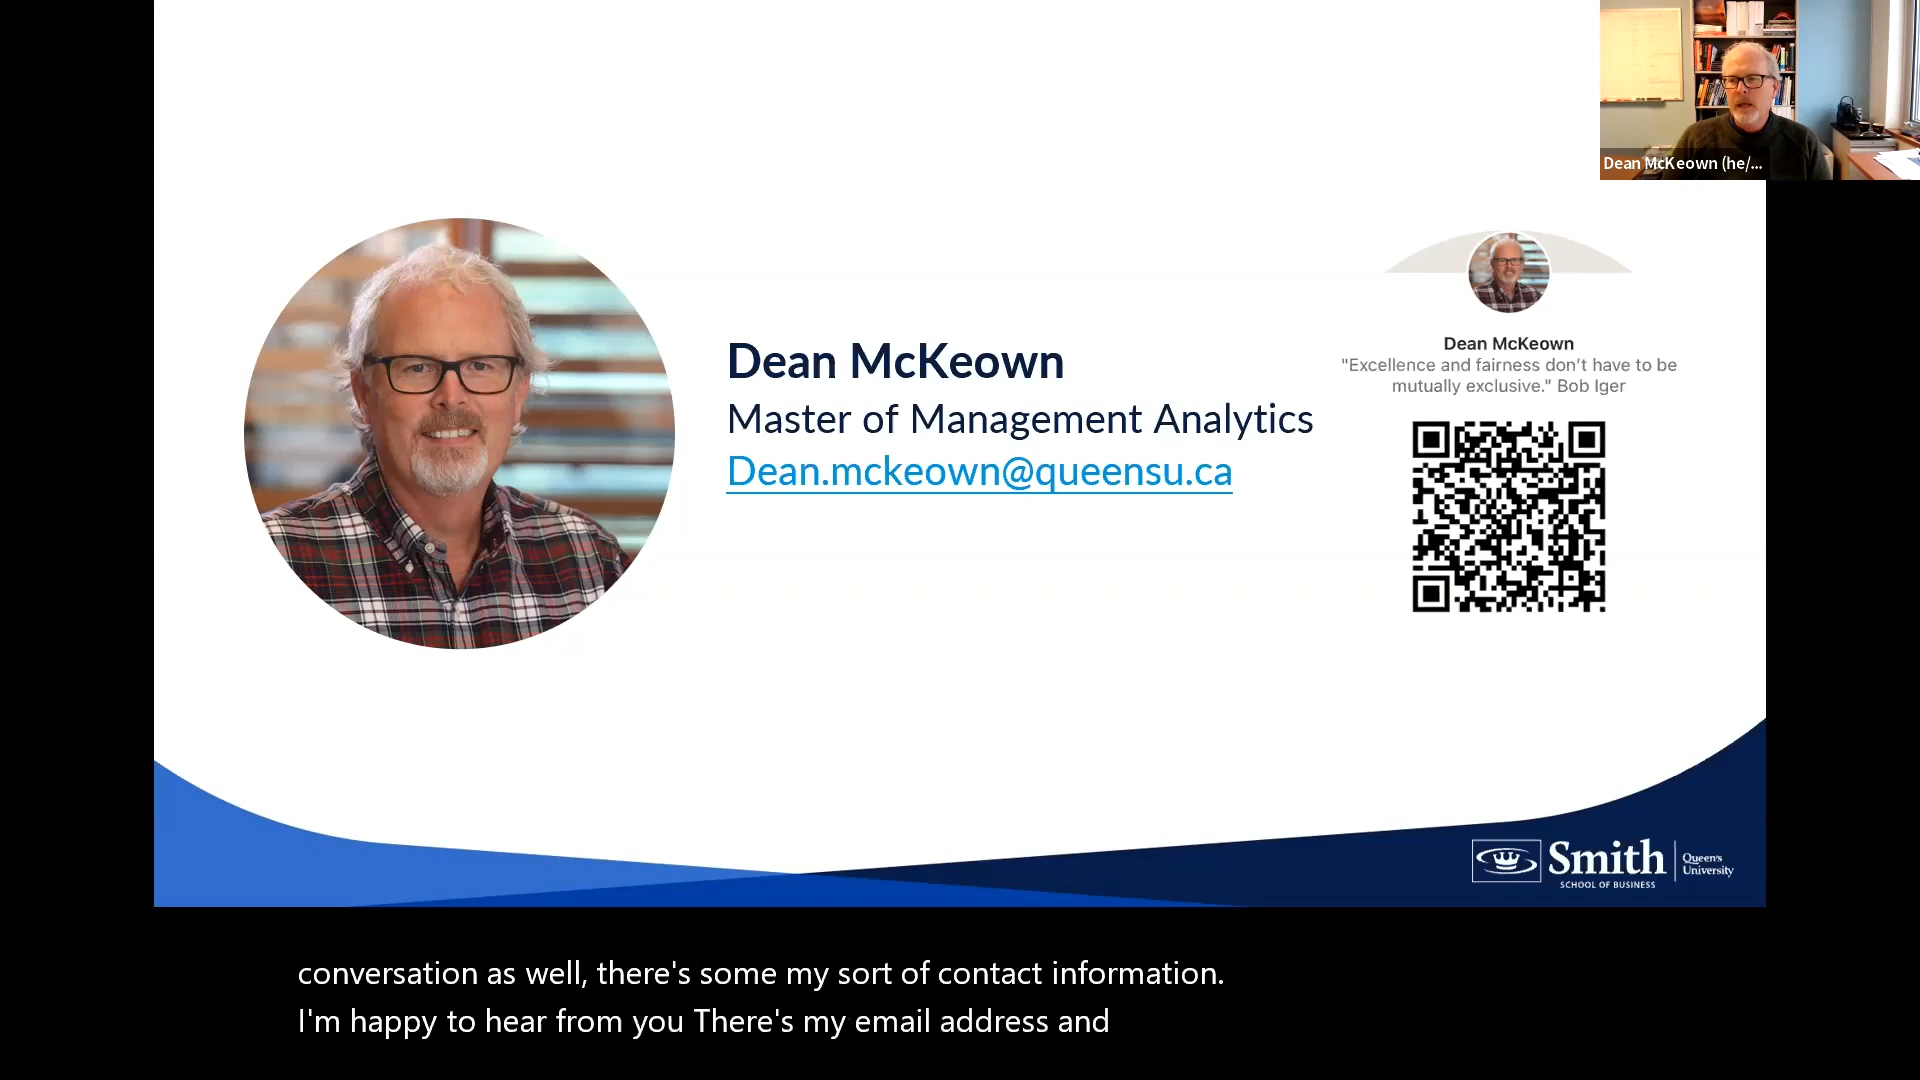 Dean McKeown (he/...
Dean McKeown
Master of Management Analytics
Dean.mckeown@queensu.ca
Dean McKeown
"Excellence and fairness don’t have to be
mutually exclusive." Bob Iger
Smith
SCHOOL OF BUSINESS
Queen's
University
conversation as well, there's some my sort of contact information.
I'm happy to hear from you There's my email address and